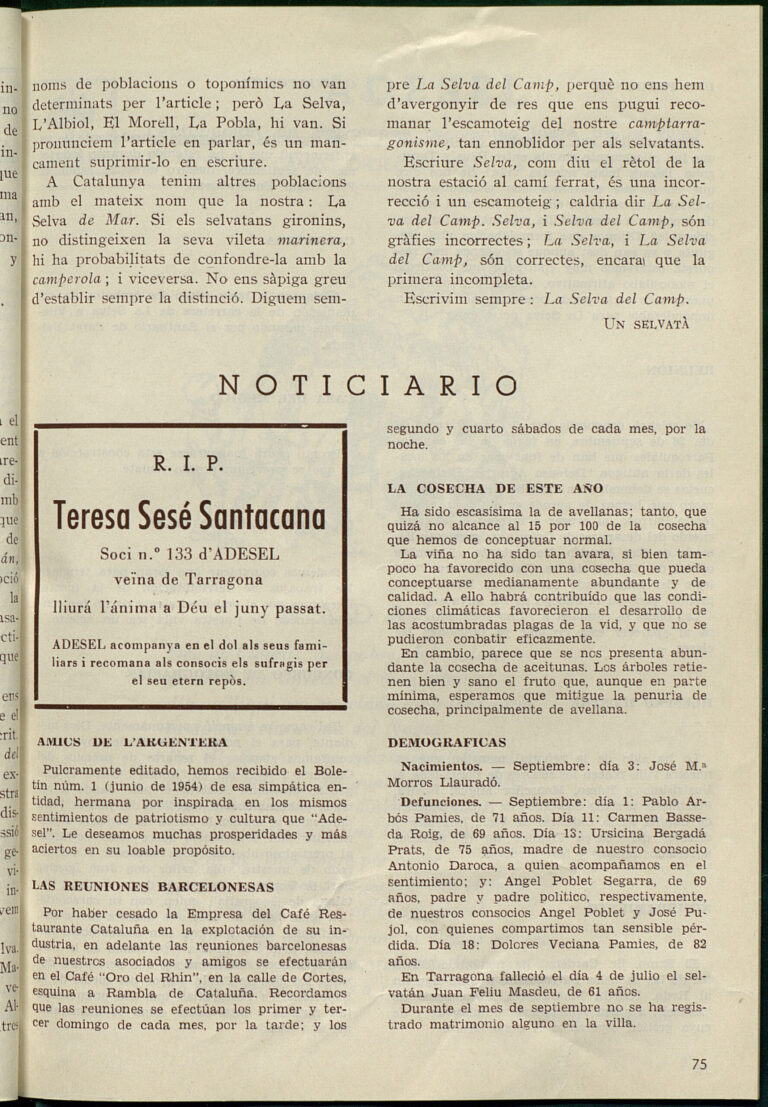 noms de poblacions o toponímics no van
determinats per l'article; però La Selva,
L'Albiol, El Morell, La Pobla, hi van. Si
pronunciem l'article en parlar, és un man-
cament suprimir-lo en escriure.
A Catalunya tenim altres poblacions
amb el mateix nom que la nostra: La
Selva de Mar. Si els selvatans gironins,
no distingeixen la seva vileta marinera,
hi ha probabilitats de confondre-la amb la
camperola; i viceversa. No ens sàpiga greu
d'establir sempre la distinció. Diguem sem-
pre La Selva del Camp, perquè no ens hem
d'avergonyir de res que ens pugui reco-
manar l'escamoteig del nostre camptarra-
gonisme, tan ennoblidor per als selvatants.
Escriure Selva, com diu el rètol de la
nostra estació al camí ferrat, és una incor-
recció i un escamoteig; caldria dir La Sel-
va del Camp. Selva, i Selva del Camp, són
gràfies incorrectes; La Selva, i La Selva
del Camp, són correctes, encara que la
primera incompleta.
Escrivim sempre: La Selva del Camp.
UN SELVATÀ
NOTICIARIO
R. I. P.
Teresa Sesé Santacana
Soci n.º 133 d'ADESEL
veïna de Tarragona
lliurá l'ánima a Déu el juny passat.
ADESEL acompanya en el dol als seus fami-
liars i recomana als consocis els sufragis per
el seu etern repòs.
AMICS DE L'ARGENTERA
Pulcramente editado, hemos recibido el Bole-
tín núm. 1 (junio de 1954) de esa simpática en-
tidad, hermana por inspirada en los mismos
sentimientos de patriotismo y cultura que "Ade-
sel". Le deseamos muchas prosperidades y más
aciertos en su loable propósito.
LAS REUNIONES BARCELONESAS
Por haber cesado la Empresa del Café Res-
taurante Cataluña en la explotación de su in-
dustria, en adelante las reuniones barcelonesas
de nuestros asociados y amigos se efectuarán
en el Café "Oro del Rhin", en la calle de Cortes,
esquina a Rambla de Cataluña. Recordamos
que las reuniones se efectúan los primer y ter-
cer domingo de cada mes, por la tarde; y los
segundo y cuarto sábados de cada mes, por la
noche.
LA COSECHA DE ESTE AÑO
Ha sido escasísima la de avellanas; tanto, que
quizá no alcance al 15 por 100 de la cosecha
que hemos de conceptuar normal.
La viña no ha sido tan avara, si bien tam-
poco ha favorecido con una cosecha que pueda
conceptuarse medianamente abundante y de
calidad. A ello habrá contribuído que las condi-
ciones climáticas favorecieron el desarrollo de
las acostumbradas plagas de la vid, y que no se
pudieron conbatir eficazmente.
En cambio, parece que se nos presenta abun-
dante la cosecha de aceitunas. Los árboles retie-
nen bien y sano el fruto que, aunque en parte
mínima, esperamos que mitigue la penuria de
cosecha, principalmente de avellana.
DEMOGRAFICAS
Nacimientos. — Septiembre: día 3: José M.ª
Morros Llauradó.
Defunciones. — Septiembre: día 1: Pablo Ar-
bós Pamies, de 71 años. Día 11: Carmen Basse-
da Roig, de 69 años. Día 13: Ursicina Bergadá
Prats, de 75 años, madre de nuestro consocio
Antonio Daroca, a quien acompañamos en el
sentimiento; y: Angel Poblet Segarra, de 69
años, padre y padre político, respectivamente,
de nuestros consocios Angel Poblet y José Pu-
jol, con quienes compartimos tan sensible pér-
dida. Día 18: Dolores Veciana Pamies, de 82
años.
En Tarragona falleció el día 4 de julio el sel-
vatán Juan Feliu Masdeu, de 61 años.
Durante el mes de septiembre no se ha regis-
trado matrimonio alguno en la villa.
75